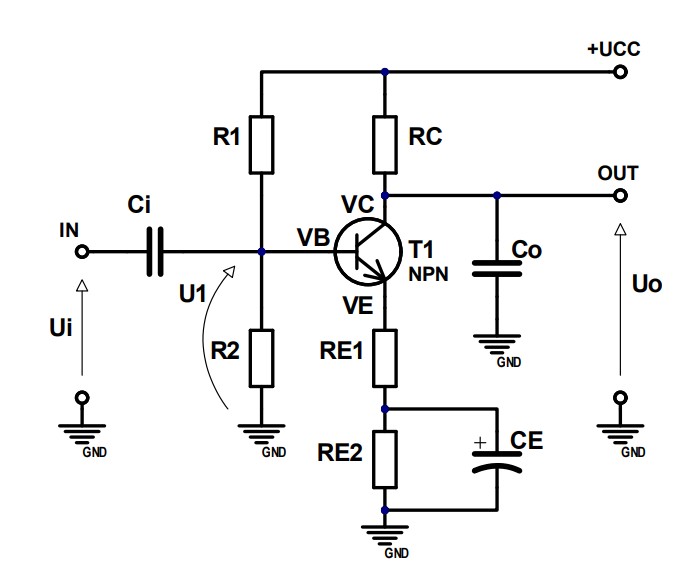 +UCC
R1
RC
OUT
Ci
VC
IN
VB
T1
NPN
Co
U1
VE
Uo
Ui
R2
RE1
GND
+
CE
RE2
GND
GND
GND
GND